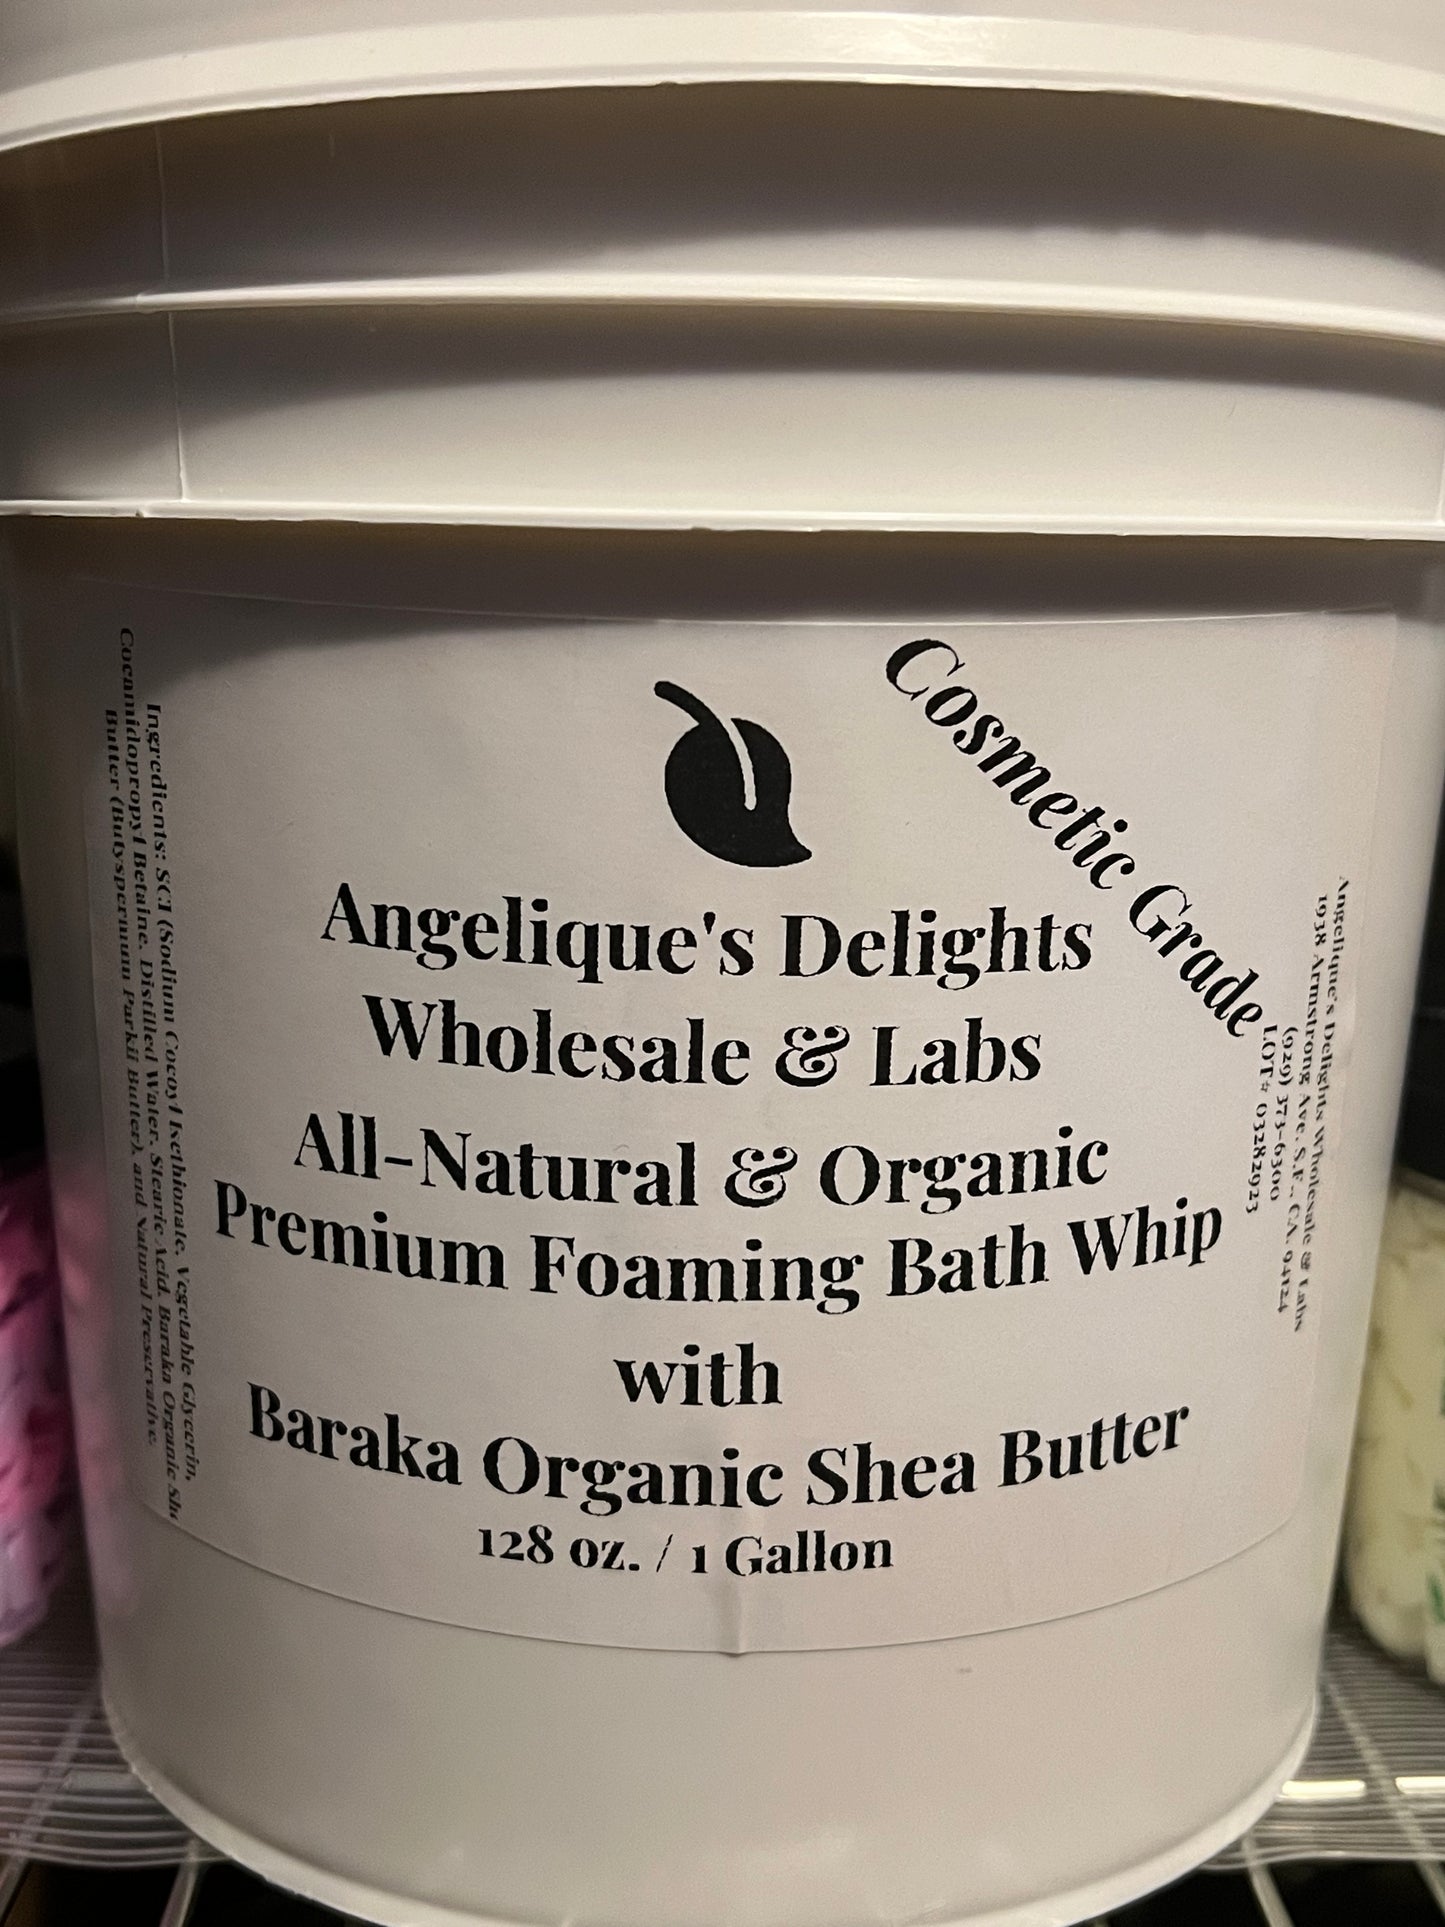 Cosmetic Grade
Angelique's Delights
Wholesale & Labs
All-Natural & Organic
Premium Foaming Bath Whip
with
Baraka Organic Shea Butter
128 oz. / 1 Gallon
Ingredients: SCI (Sodium Cocoyl Isethionate, Vegetable Glycerin,
Cocamidopropyl Betaine, Distilled Water, Stearic Acid, Baraka Organic
Butter (Butyspermum Parkii Butter), and Natural Preservative.
Angelique's Delights Wholesale & Labs
1938 Armstrong Ave. S.F., CA. 94124
(929) 373-6300
LOT# 03282923